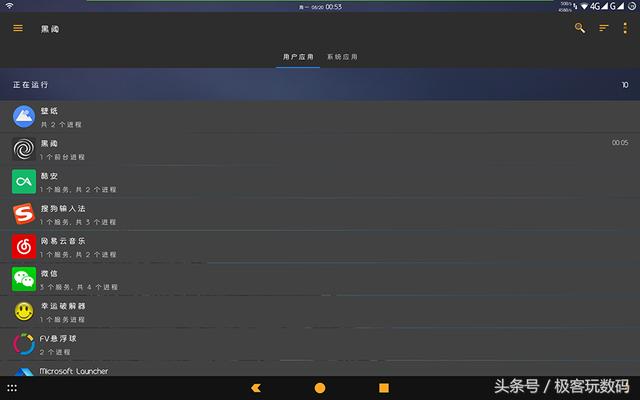 周一 06/20 00:53
4G G
黑阈
用户应用 系统应用
正在运行 10
壁纸
共 2 个进程
黑阈 00:05
1 个前台进程
酷安
1 个服务, 共 2 个进程
搜狗输入法
1 个服务, 共 3 个进程
网易云音乐
1 个服务, 共 2 个进程
微信
3 个服务, 共 4 个进程
幸运破解器
1 个服务, 共 2 个进程
FV悬浮球
2 个进程
Microsoft Launcher
头条号 / 极客玩数码